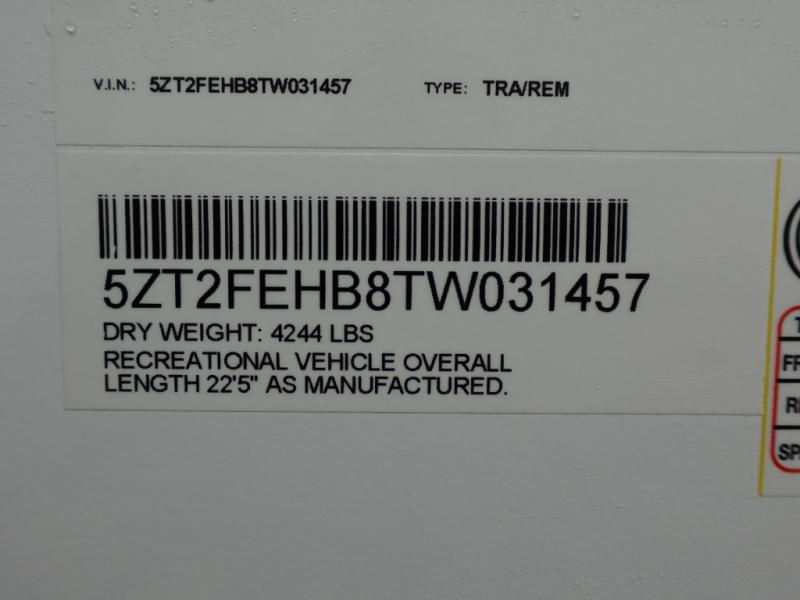 V.I.N.: 5ZT2FEHB8TW031457 TYPE: TRA/REM
5ZT2FEHB8TW031457
DRY WEIGHT: 4244 LBS
RECREATIONAL VEHICLE OVERALL
LENGTH 22'5" AS MANUFACTURED.